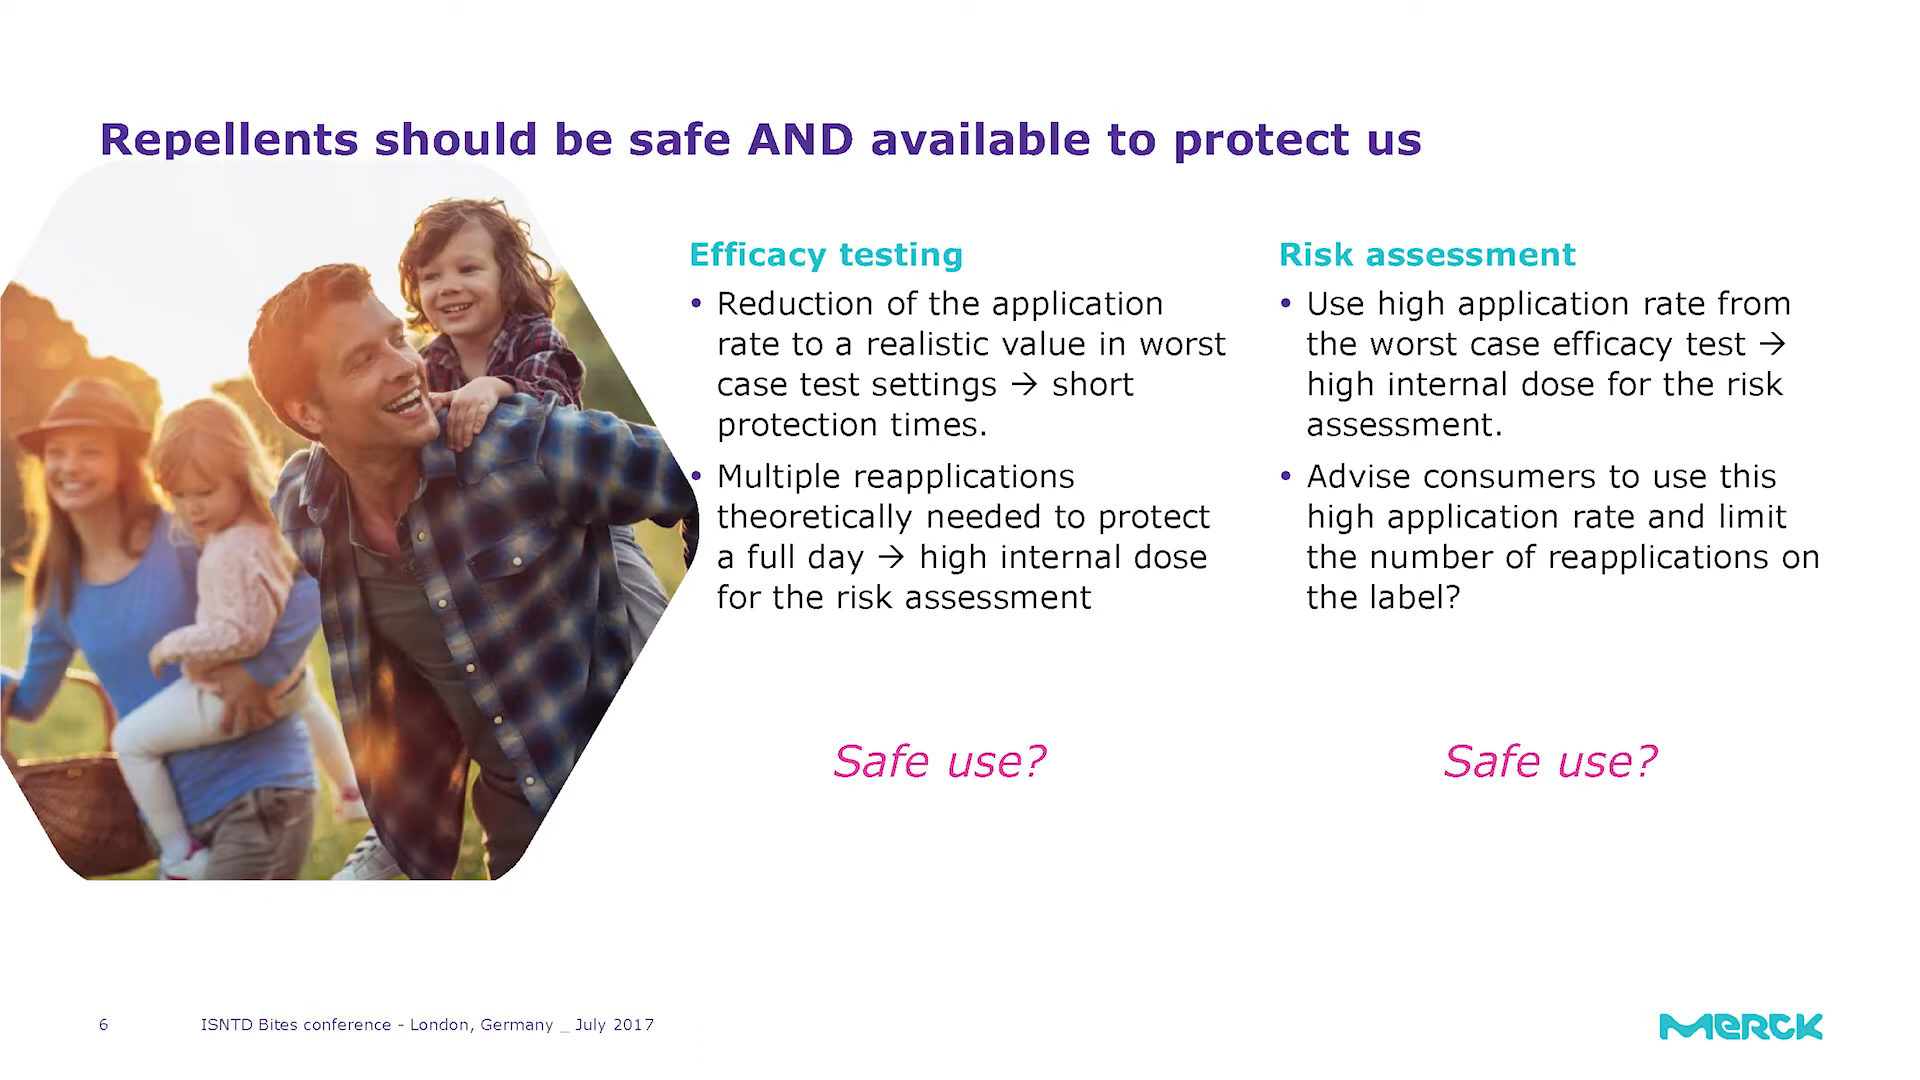 Repellents should be safe AND available to protect us
Efficacy testing
• Reduction of the application
rate to a realistic value in worst
case test settings → short
protection times.
• Multiple reapplications
theoretically needed to protect
a full day → high internal dose
for the risk assessment
Safe use?
Risk assessment
• Use high application rate from
the worst case efficacy test →
high internal dose for the risk
assessment.
• Advise consumers to use this
high application rate and limit
the number of reapplications on
the label?
Safe use?
6
ISNTD Bites conference - London, Germany _ July 2017
MERCK